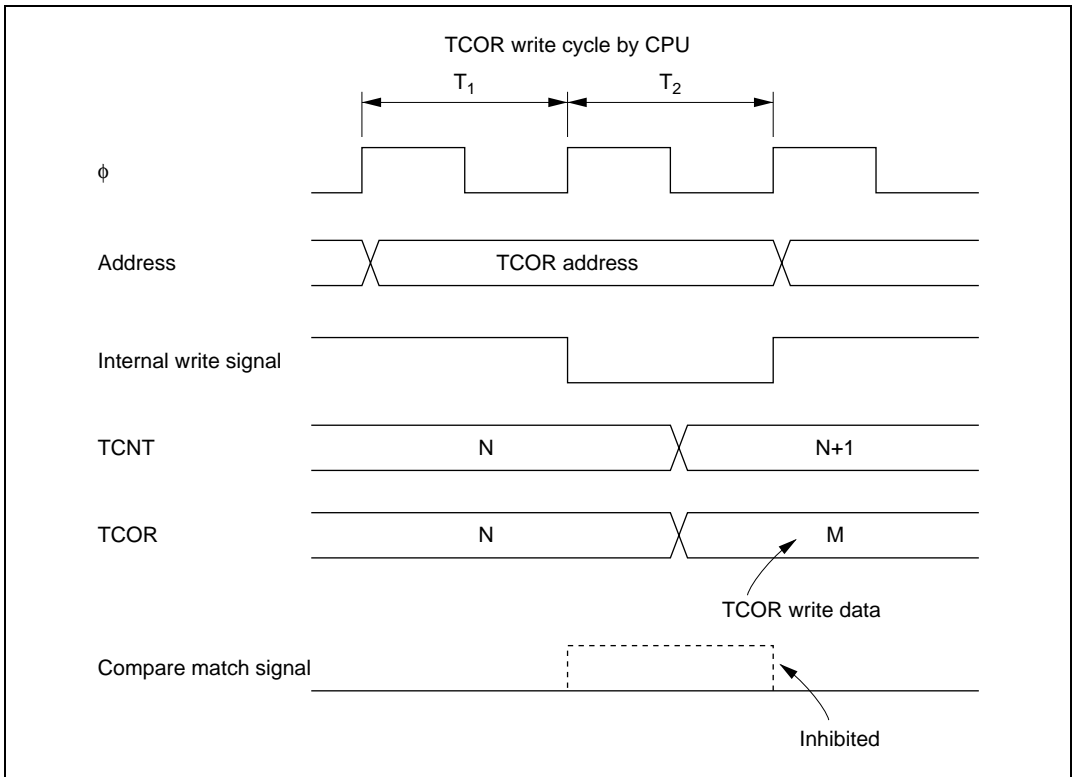 TCOR write cycle by CPU
T1 T2
ϕ
Address TCOR address
Internal write signal
TCNT N N+1
TCOR N M
TCOR write data
Compare match signal
Inhibited